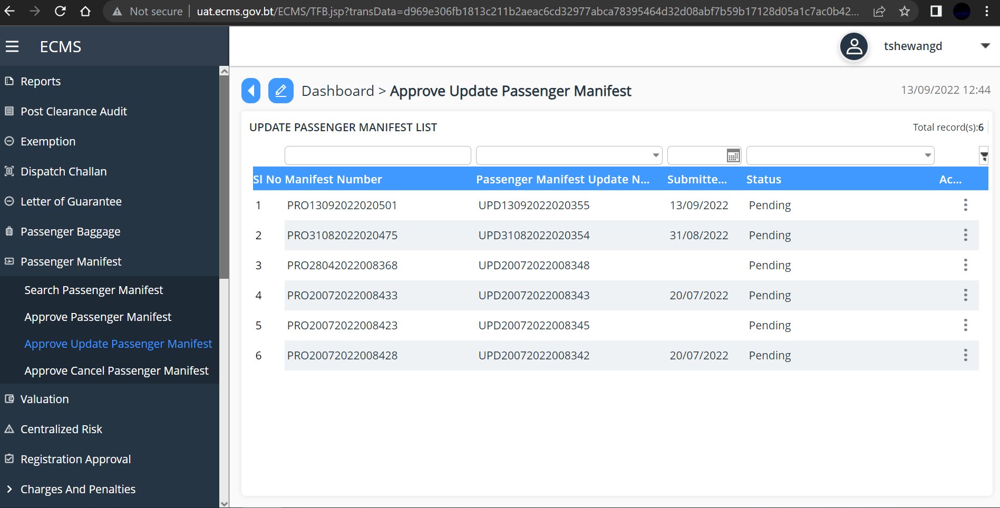 Not secure | uat.ecms.gov.bt/ECMS/TFB.jsp?transData=d969e306fb1813c211b2aeac6cd32977abca78395464d32d08abf7b59b17128d05a1c7ac0b42...
ECMS
tshewangd
Reports
Post Clearance Audit
Exemption
Dispatch Challan
Letter of Guarantee
Passenger Baggage
Passenger Manifest
Search Passenger Manifest
Approve Passenger Manifest
Approve Update Passenger Manifest
Approve Cancel Passenger Manifest
Valuation
Centralized Risk
Registration Approval
Charges And Penalties
Dashboard > Approve Update Passenger Manifest
13/09/2022 12:44
UPDATE PASSENGER MANIFEST LIST
Total record(s):6
Sl No Manifest Number Passenger Manifest Update N... Submitte... Status Ac...
1 PRO13092022020501 UPD13092022020355 13/09/2022 Pending
2 PRO31082022020475 UPD31082022020354 31/08/2022 Pending
3 PRO28042022008368 UPD20072022008348 Pending
4 PRO20072022008433 UPD20072022008343 20/07/2022 Pending
5 PRO20072022008423 UPD20072022008345 Pending
6 PRO20072022008428 UPD20072022008342 20/07/2022 Pending